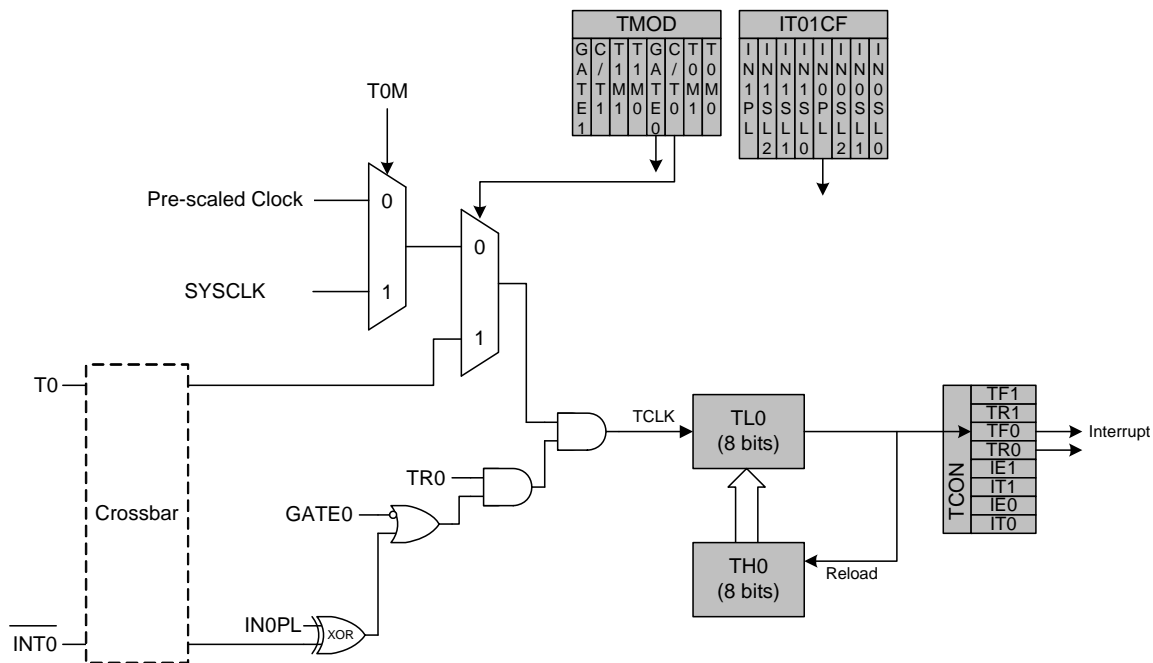 TMOD
GATE1
C/T1
T1M1
T1M0
GATE0
C/T0
T0M1
T0M0
IT01CF
IN1PL
IN1SL2
IN1SL1
IN1SL0
IN0PL
IN0SL2
IN0SL1
IN0SL0
T0M
Pre-scaled Clock
0
SYSCLK
1
0
1
T0
Crossbar
INT0
TR0
GATE0
IN0PL
XOR
TCLK
TL0
(8 bits)
TH0
(8 bits)
Reload
TCON
TF1
TR1
TF0
TR0
IE1
IT1
IE0
IT0
Interrupt